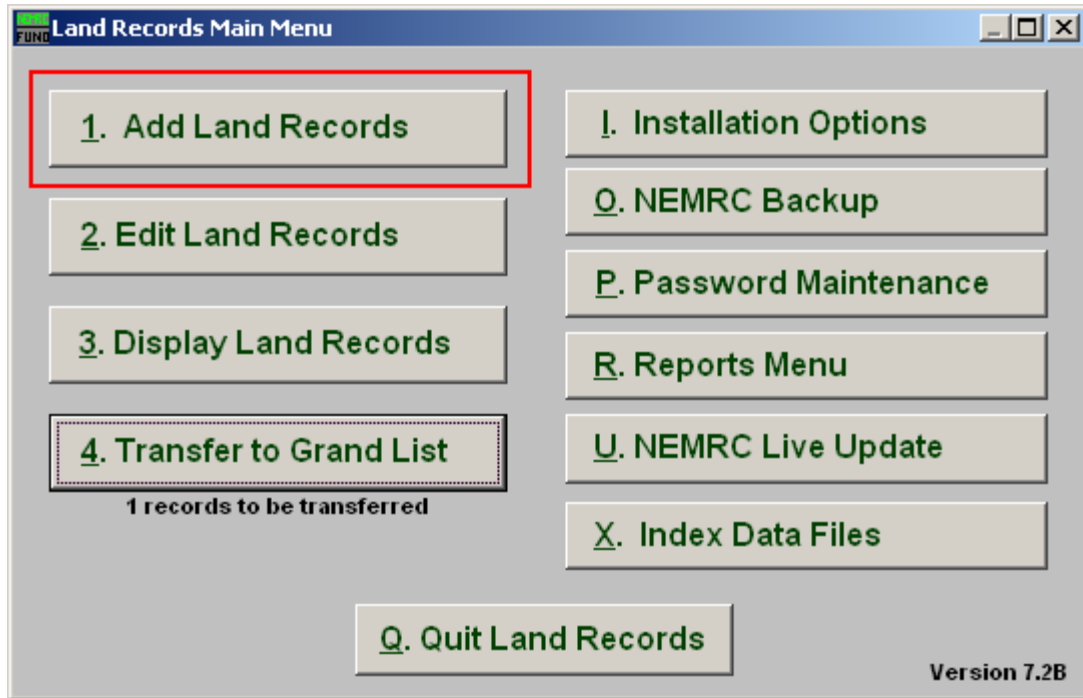 NEMRC
FUND
Land Records Main Menu
1. Add Land Records
2. Edit Land Records
3. Display Land Records
4. Transfer to Grand List
1 records to be transferred
I. Installation Options
O. NEMRC Backup
P. Password Maintenance
R. Reports Menu
U. NEMRC Live Update
X. Index Data Files
Q. Quit Land Records
Version 7.2B